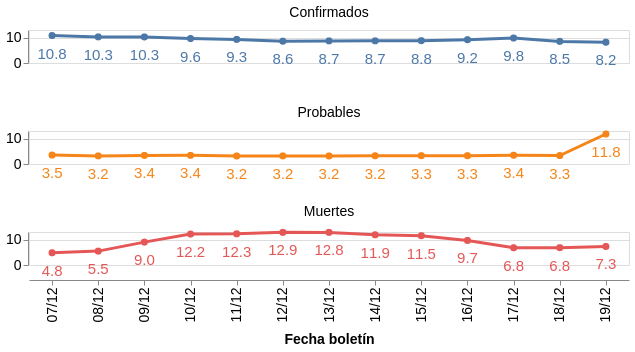 Confirmados
10
0
10.8 10.3 10.3 9.6 9.3 8.6 8.7 8.7 8.8 9.2 9.8 8.5 8.2
Probables
10
0
3.5 3.2 3.4 3.4 3.2 3.2 3.2 3.2 3.3 3.3 3.4 3.3 11.8
Muertes
10
0
4.8 5.5 9.0 12.2 12.3 12.9 12.8 11.9 11.5 9.7 6.8 6.8 7.3
07/12 08/12 09/12 10/12 11/12 12/12 13/12 14/12 15/12 16/12 17/12 18/12 19/12
Fecha boletín